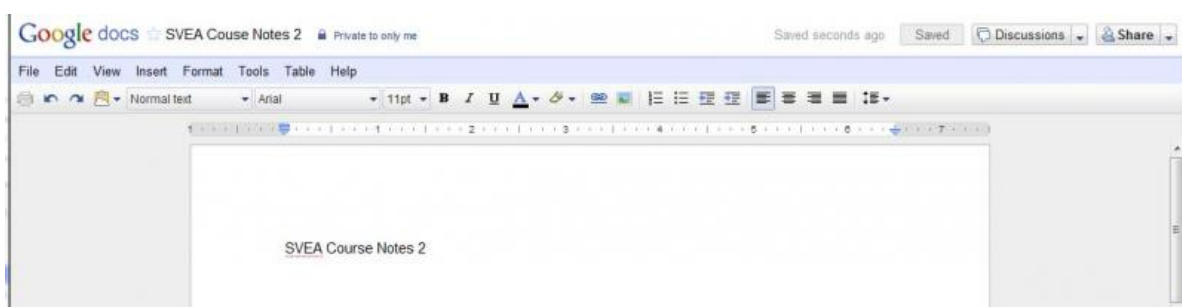 Google docs SVEA Couse Notes 2 Private to only me Saved seconds ago Saved Discussions Share
File Edit View Insert Format Tools Table Help
Normal text Arial 11pt B I U A
1 1 2 3 4 5 6 7
SVEA Course Notes 2